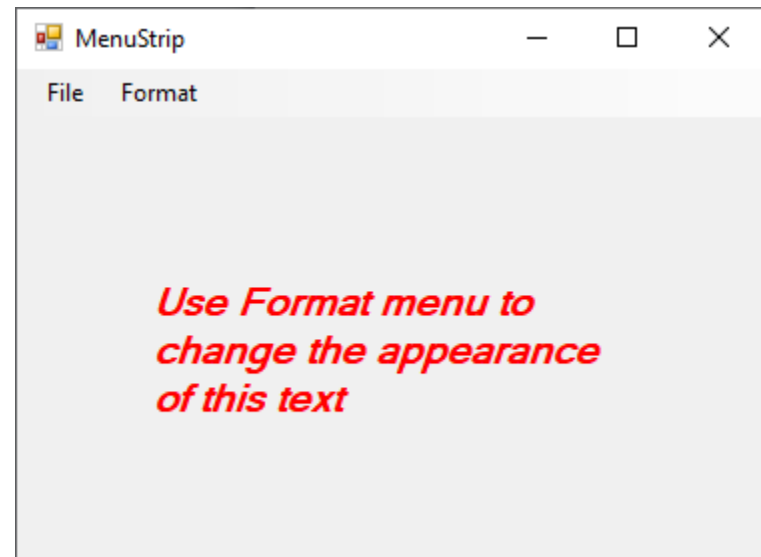 MenuStrip
File Format
Use Format menu to
change the appearance
of this text